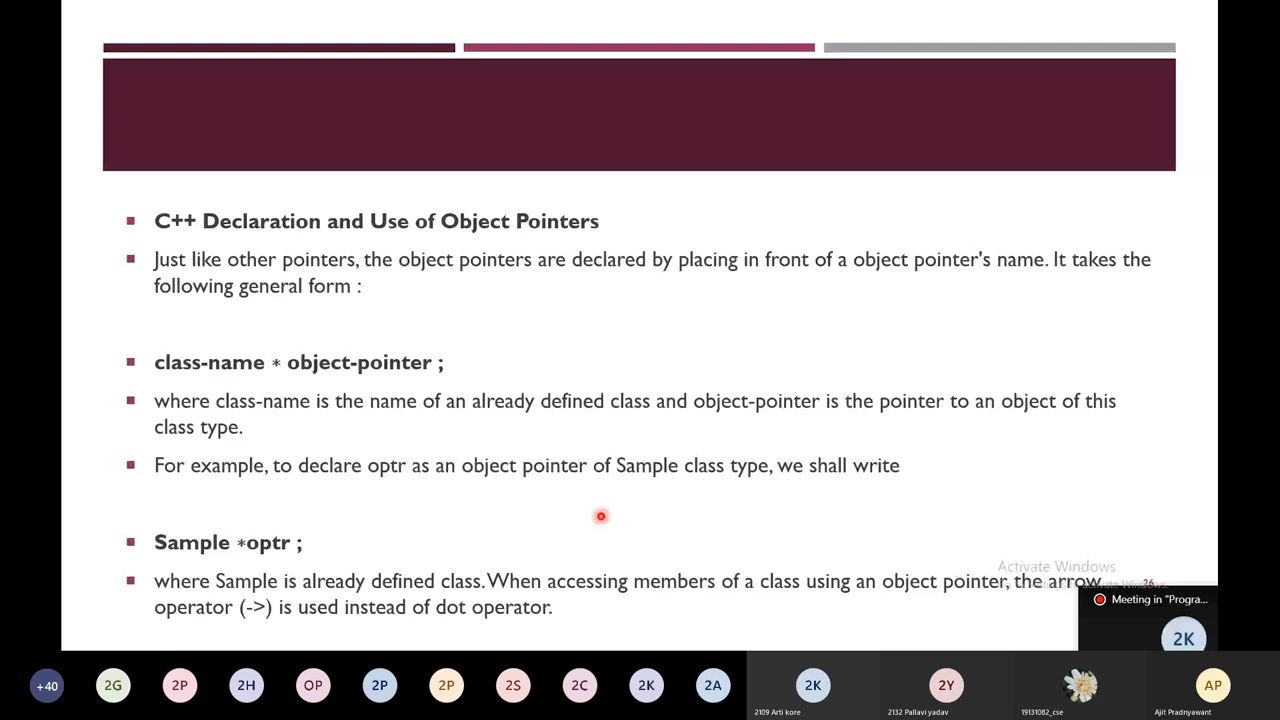 C++ Declaration and Use of Object Pointers
Just like other pointers, the object pointers are declared by placing in front of a object pointer's name. It takes the
following general form :
class-name * object-pointer ;
where class-name is the name of an already defined class and object-pointer is the pointer to an object of this
class type.
For example, to declare optr as an object pointer of Sample class type, we shall write
Sample *optr ;
where Sample is already defined class. When accessing members of a class using an object pointer, the arrow
operator (->) is used instead of dot operator.
Activate Windows
26
Meeting in "Progra...
2K
+40
2G
2P
2H
OP
2P
2P
2S
2C
2K
2A
2K
2Y
AP
2109 Arti kore
2132 Pallavi yadav
19131082_cse
Ajit Pradnyawant